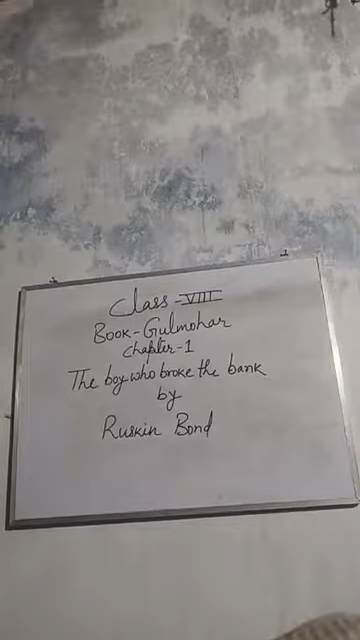 Class - VIII
Book - Gulmohar
Chapter - 1
The boy who broke the bank
by
Ruskin Bond